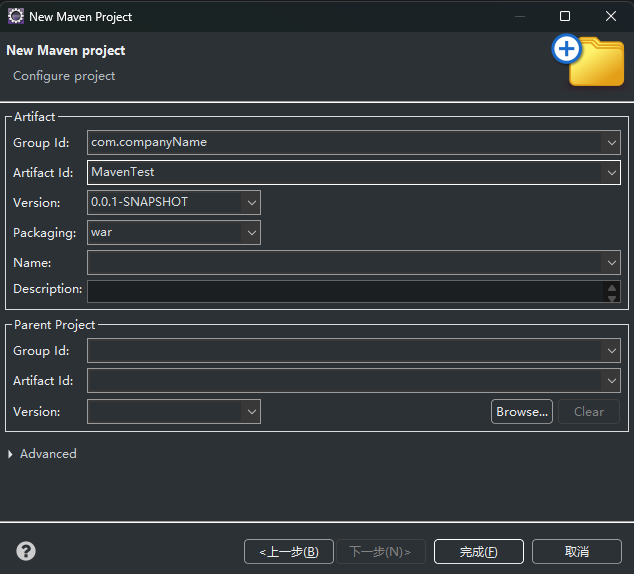 New Maven Project
New Maven project
Configure project
Artifact
Group Id: com.companyName
Artifact Id: MavenTest
Version: 0.0.1-SNAPSHOT
Packaging: war
Name:
Description:
Parent Project
Group Id:
Artifact Id:
Version: Browse... Clear
Advanced
? <上一步(B) 下一步(N)> 完成(F) 取消